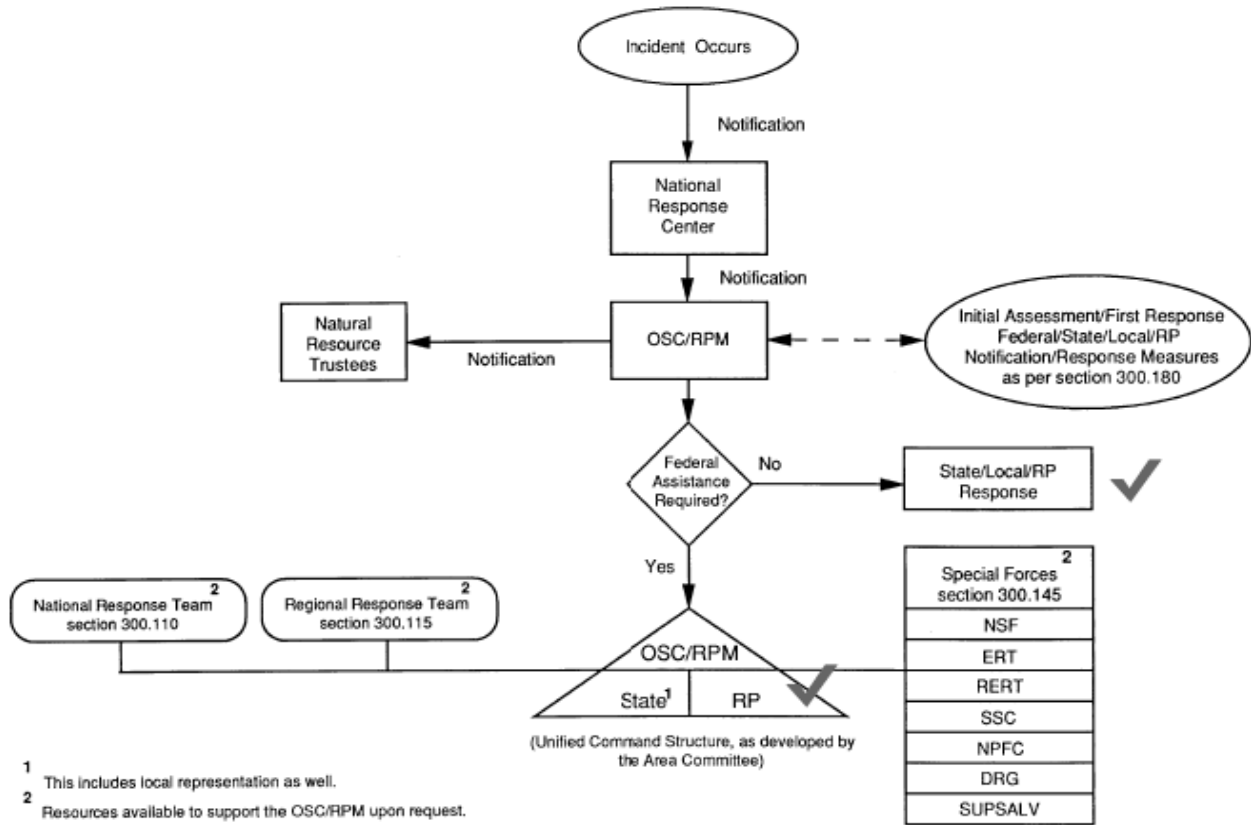 Incident Occurs
Notification
National
Response
Center
Notification
Natural
Resource
Trustees
Notification
OSC/RPM
Initial Assessment/First Response
Federal/State/Local/RP
Notification/Response Measures
as per section 300.180
Federal
Assistance
Required?
No
State/Local/RP
Response
Yes
National Response Team 2
section 300.110
Regional Response Team 2
section 300.115
OSC/RPM
State1
RP
(Unified Command Structure, as developed by
the Area Committee)
Special Forces 2
section 300.145
NSF
ERT
RERT
SSC
NPFC
DRG
SUPSALV
1 This includes local representation as well.
2 Resources available to support the OSC/RPM upon request.